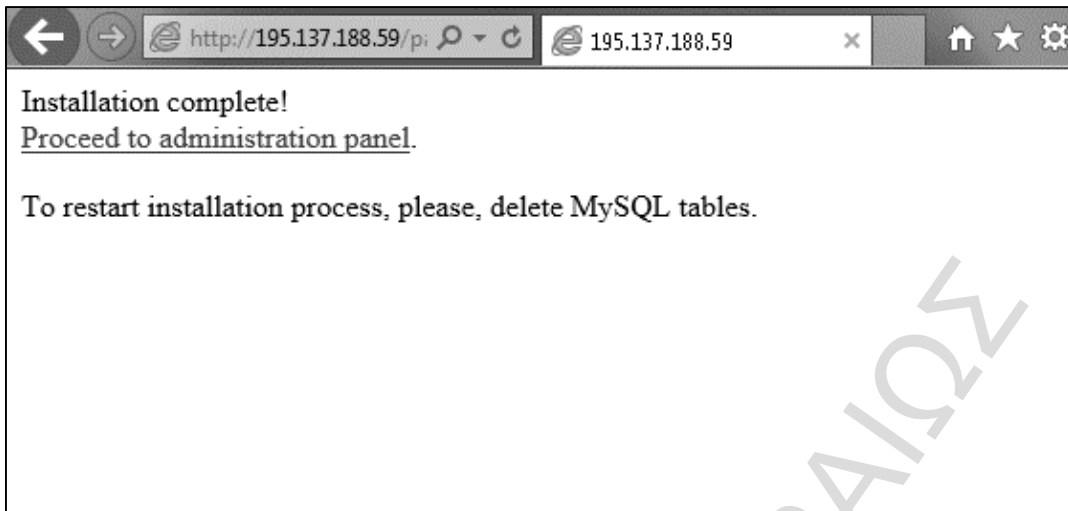 http://195.137.188.59/p
195.137.188.59
Installation complete!
Proceed to administration panel.
To restart installation process, please, delete MySQL tables.
ΡΑΙΩΣ